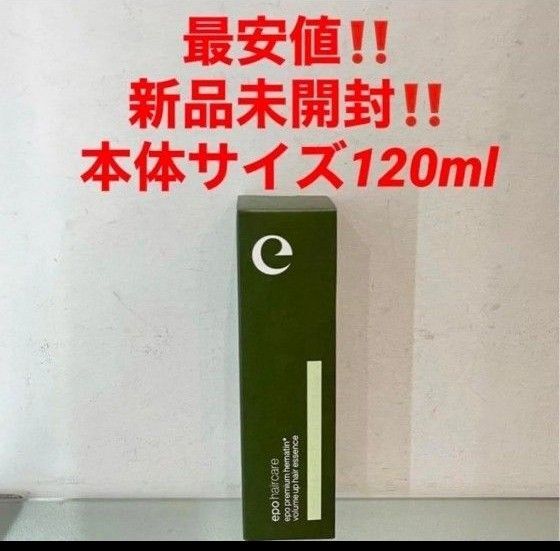 最安値‼️
新品未開封‼️
本体サイズ120ml
e
epo haircare
epo premium hematin*
volume up hair essence